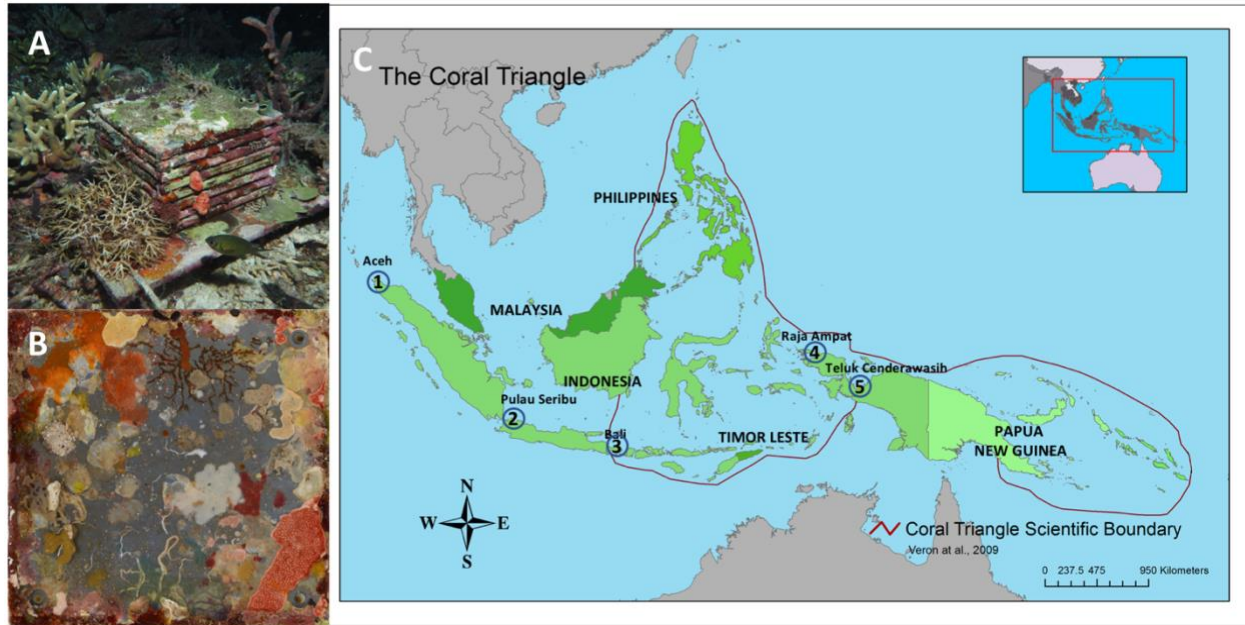 A
B
C
The Coral Triangle
PHILIPPINES
Aceh
1
MALAYSIA
Raja Ampat
4
Teluk Cenderawasih
5
INDONESIA
Pulau Seribu
2
Bali
3
TIMOR LESTE
PAPUA
NEW GUINEA
N
W E
S
Coral Triangle Scientific Boundary
Veron at al., 2009
0 237.5 475 950 Kilometers